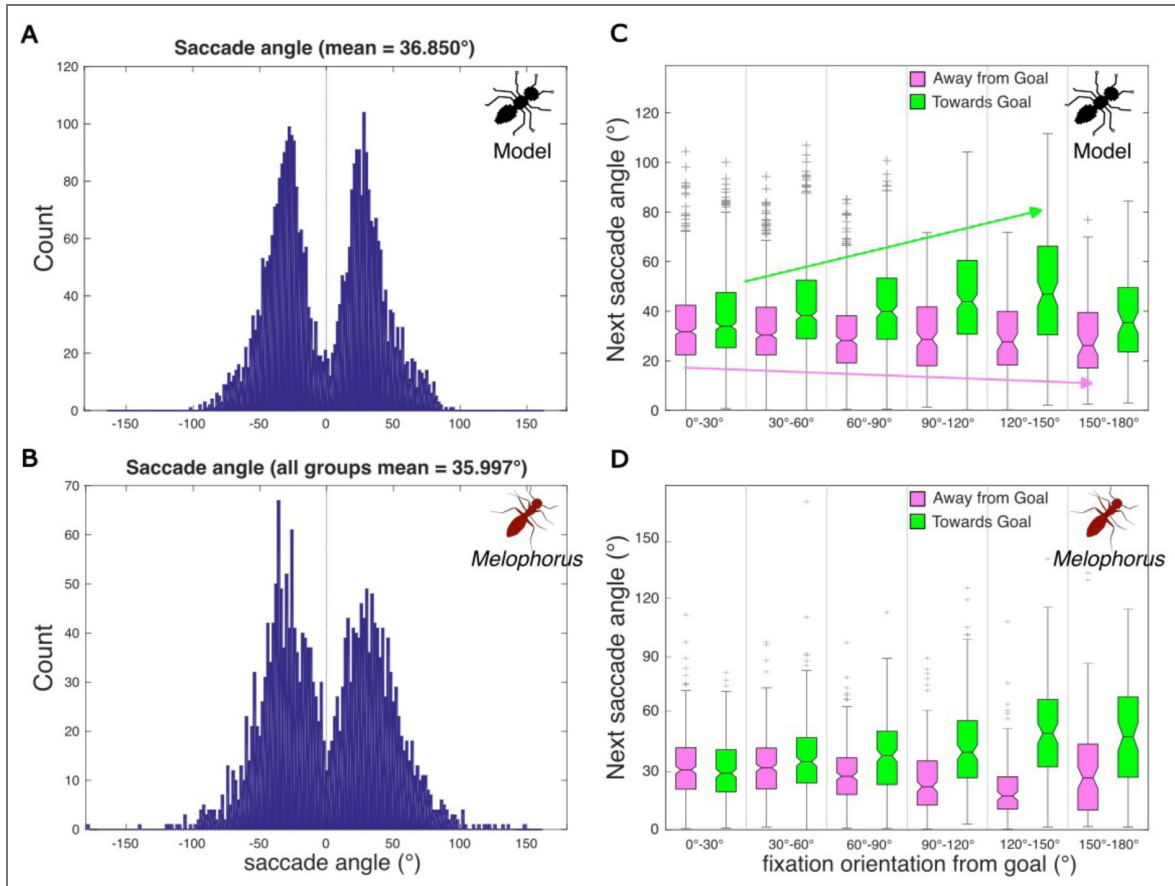 A
Saccade angle (mean = 36.850°)
120
100
80
60
40
20
0
Count
-150 -100 -50 0 50 100 150
Model
B
Saccade angle (all groups mean = 35.997°)
70
60
50
40
30
20
10
0
Count
-150 -100 -50 0 50 100 150
saccade angle (°)
Melophorus
C
Away from Goal
Towards Goal
Model
120
100
80
60
40
20
0
Next saccade angle (°)
0°-30° 30°-60° 60°-90° 90°-120° 120°-150° 150°-180°
D
Away from Goal
Towards Goal
Melophorus
150
120
90
60
30
0
Next saccade angle (°)
0°-30° 30°-60° 60°-90° 90°-120° 120°-150° 150°-180°
fixation orientation from goal (°)